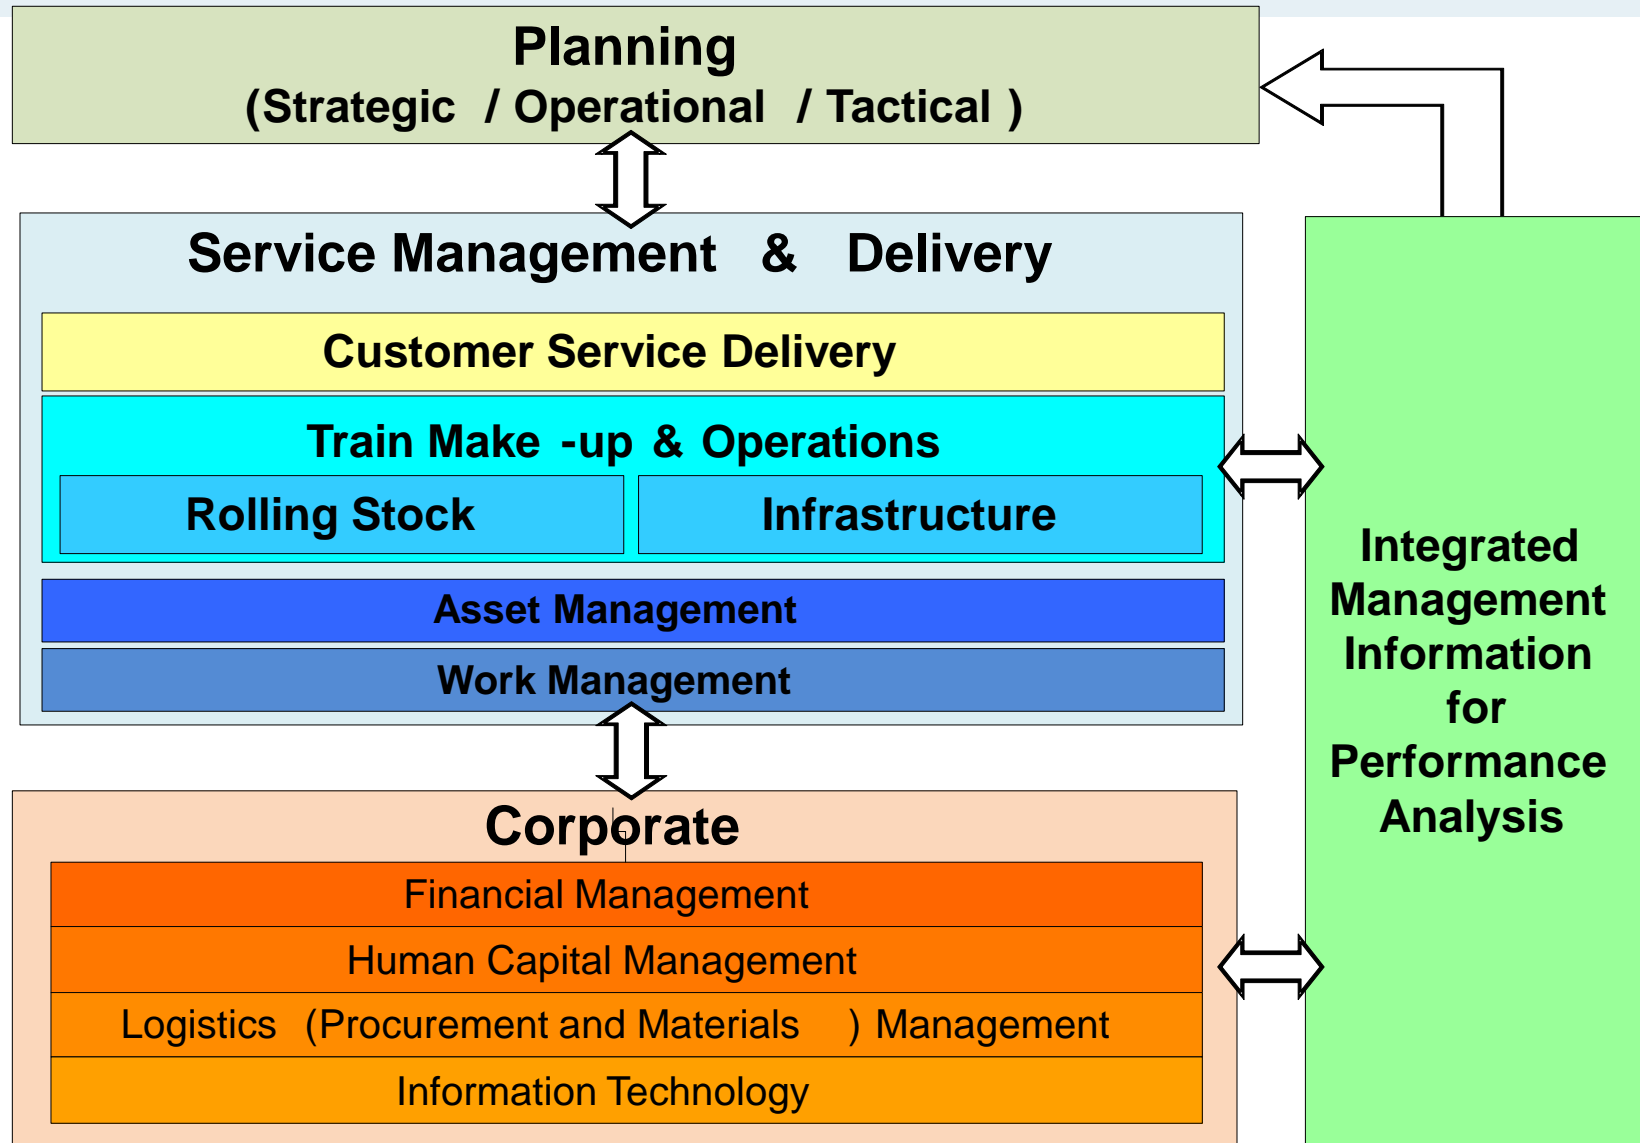 Planning
(Strategic / Operational / Tactical )
Service Management & Delivery
Customer Service Delivery
Train Make -up & Operations
Rolling Stock
Infrastructure
Asset Management
Work Management
Corporate
Financial Management
Human Capital Management
Logistics (Procurement and Materials ) Management
Information Technology
Integrated
Management
Information
for
Performance
Analysis